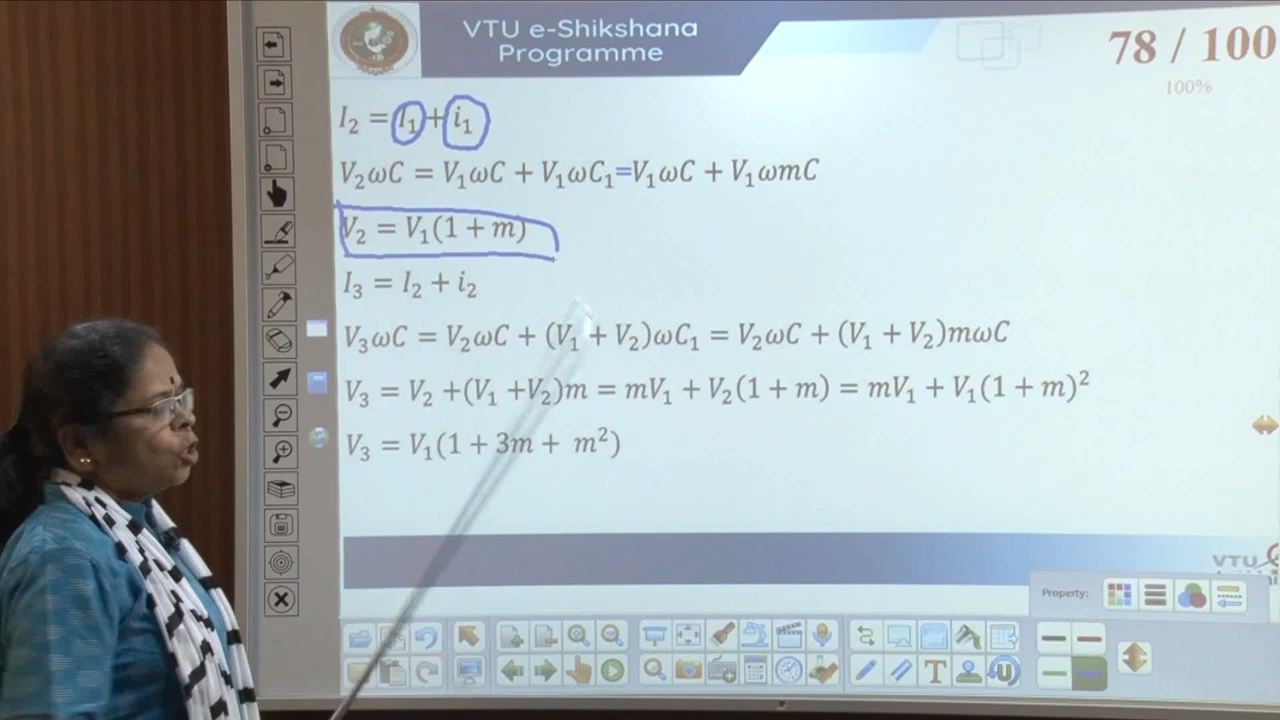 VTU e-Shikshana
Programme
78 / 100
100%
I₂ = I₁ + i₁
V₂ωC = V₁ωC + V₁ωC₁=V₁ωC + V₁ωmC
V₂ = V₁(1 + m)
I₃ = I₂ + i₂
V₃ωC = V₂ωC + (V₁ + V₂)ωC₁ = V₂ωC + (V₁ + V₂)mωC
V₃ = V₂ +(V₁ +V₂)m = mV₁ + V₂(1 + m) = mV₁ + V₁(1 + m)²
V₃ = V₁(1 + 3m + m²)
VTU
Property: